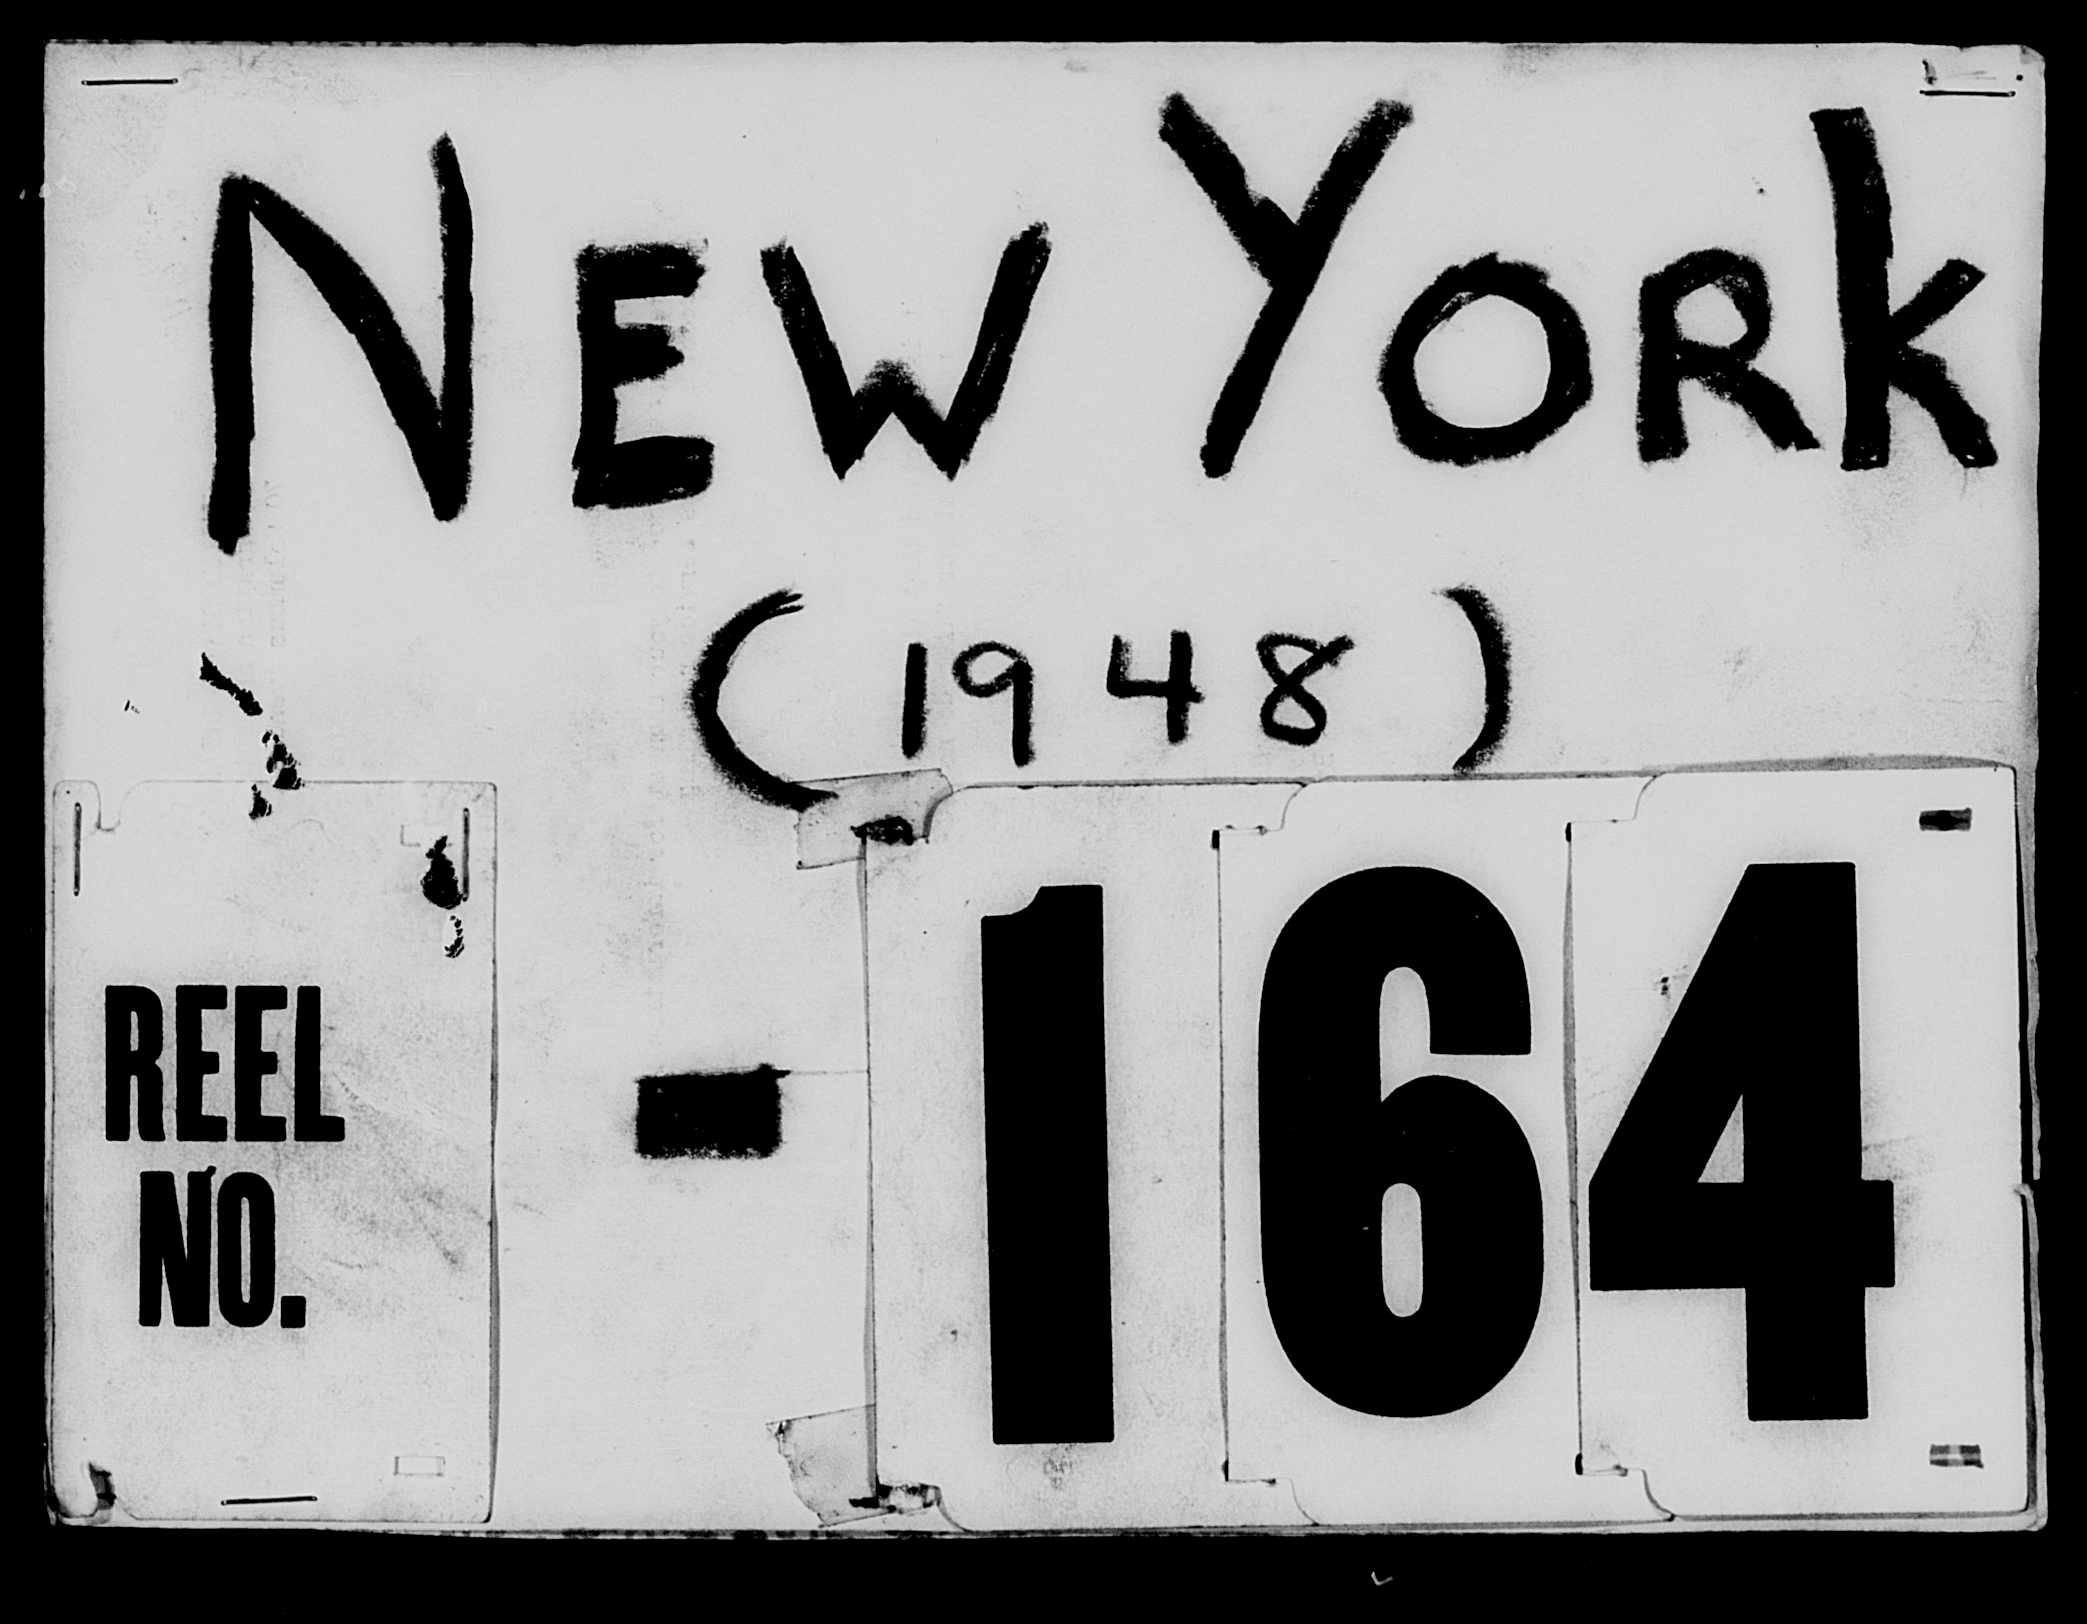 NEW YORk
(1948)
REEL
NO.
- 164